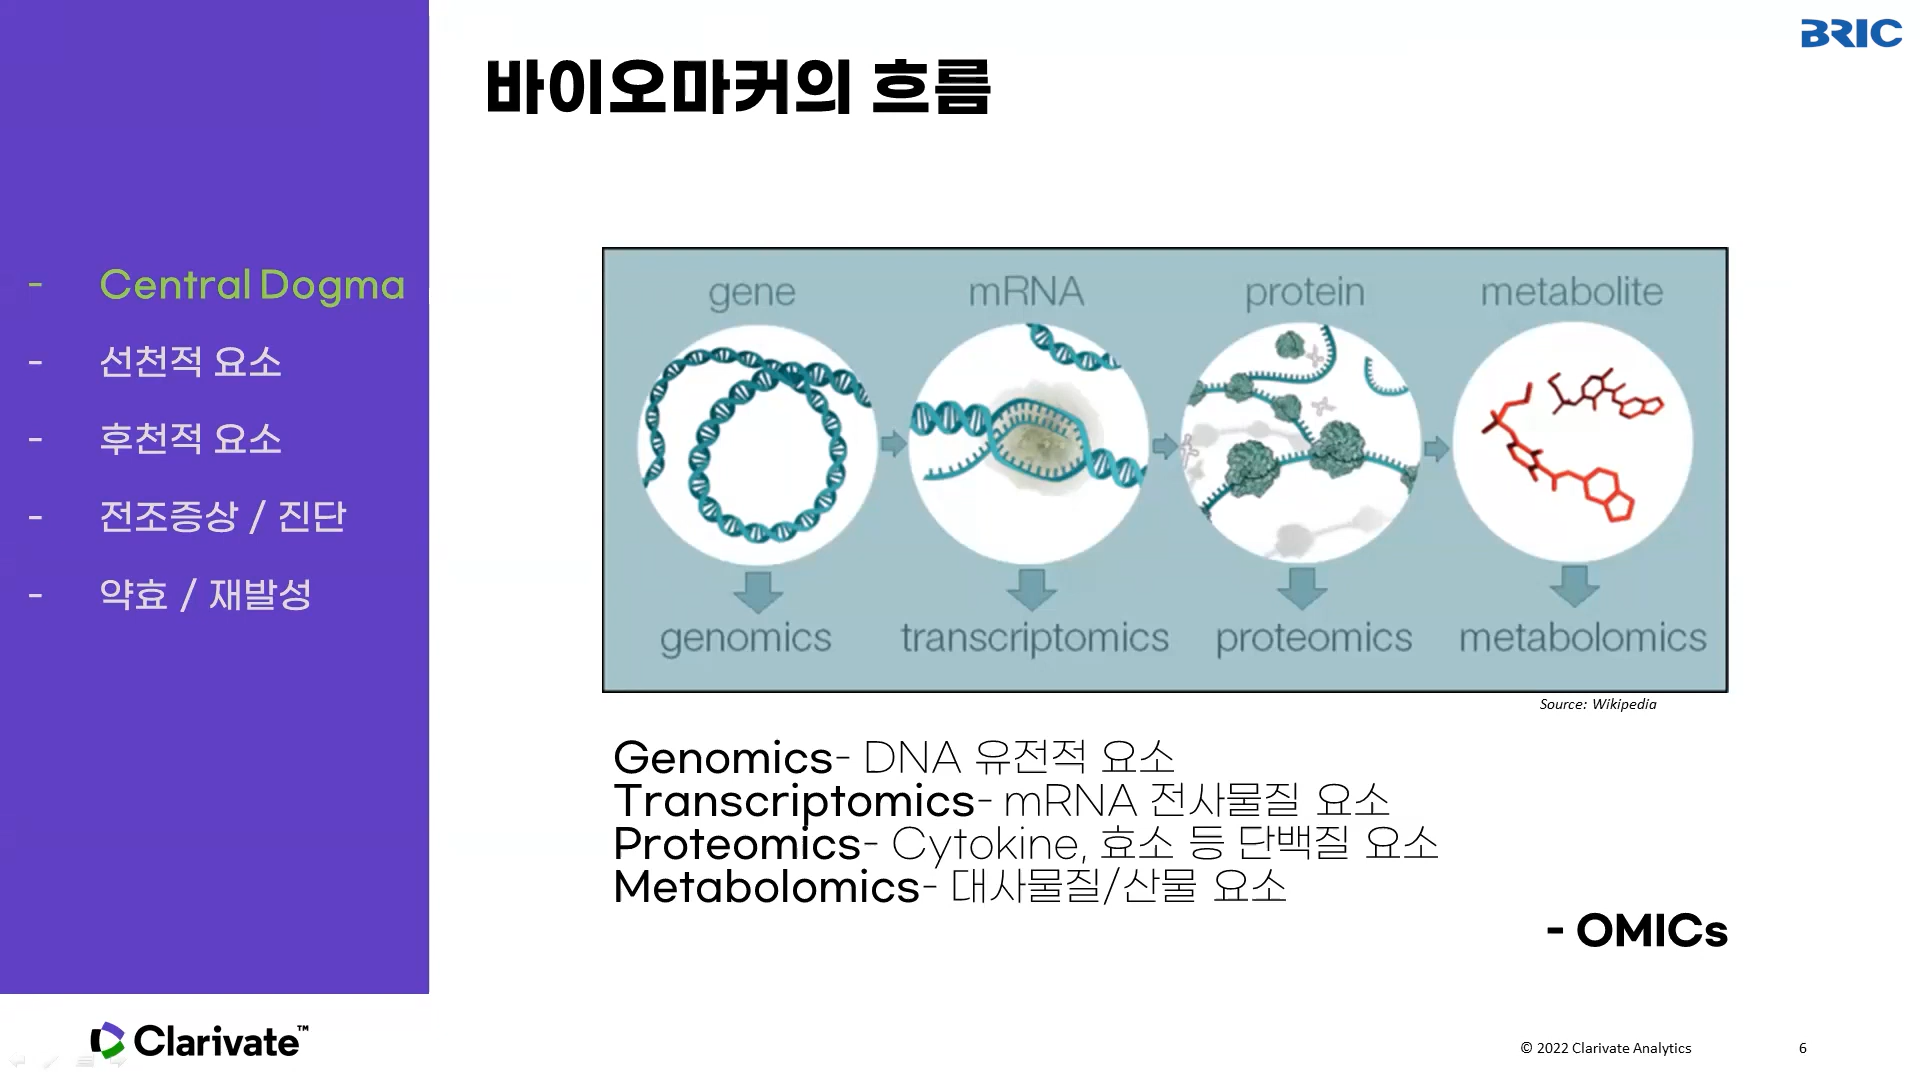 BRIC
바이오마커의 흐름
- Central Dogma
- 선천적 요소
- 후천적 요소
- 전조증상 / 진단
- 약효 / 재발성
gene mRNA protein metabolite
genomics transcriptomics proteomics metabolomics
Source: Wikipedia
Genomics- DNA 유전적 요소
Transcriptomics- mRNA 전사물질 요소
Proteomics- Cytokine, 효소 등 단백질 요소
Metabolomics- 대사물질/산물 요소
- OMICs
Clarivate™
© 2022 Clarivate Analytics 6